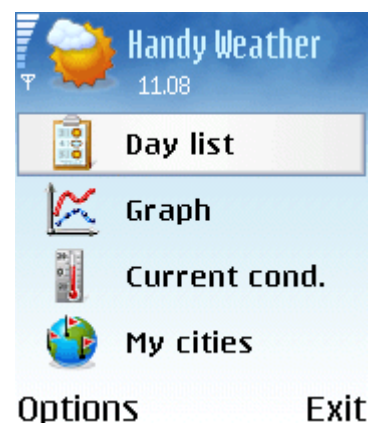 Handy Weather
11.08
Day list
Graph
Current cond.
My cities
Options Exit